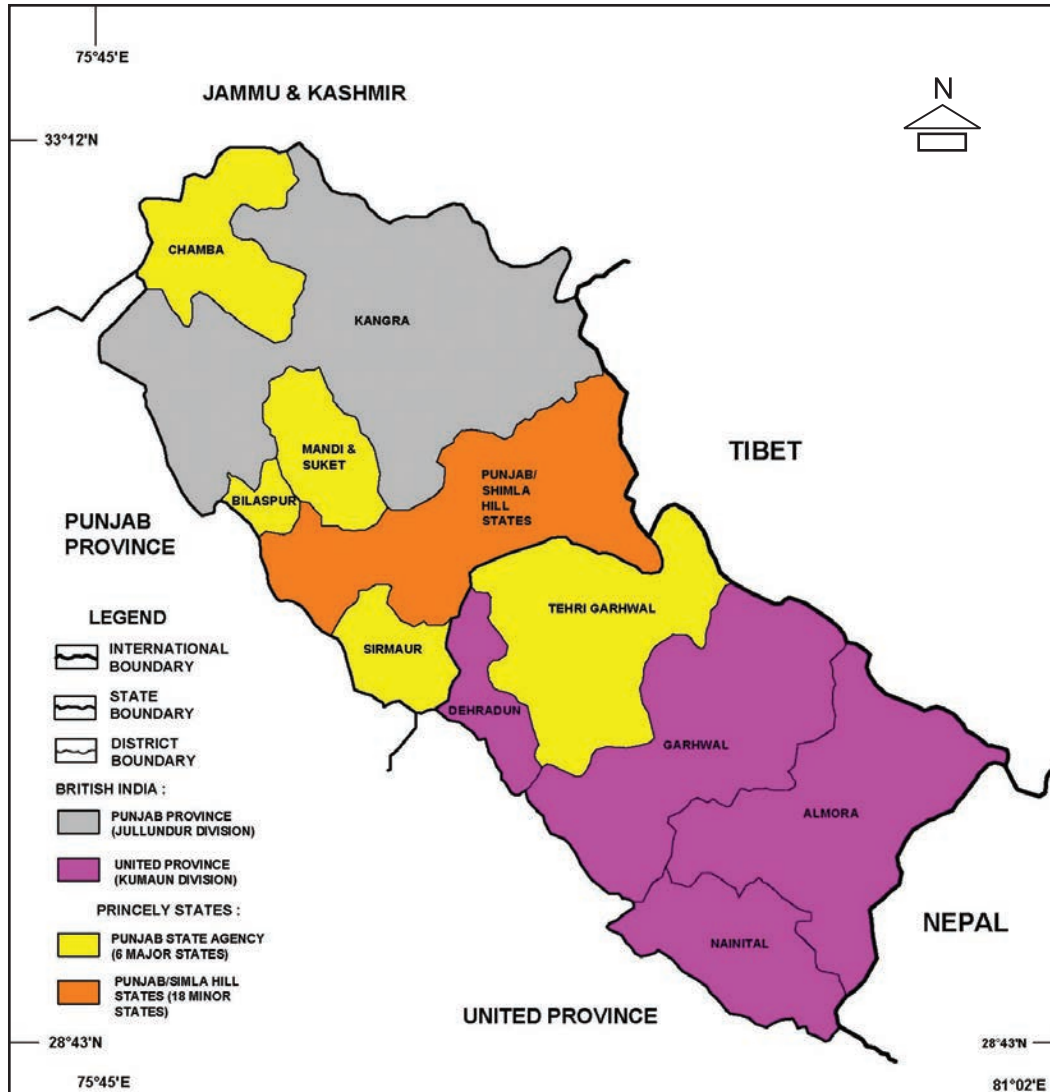 75°45'E
JAMMU & KASHMIR
N
33°12'N
CHAMBA
KANGRA
MANDI &
SUKET
BILASPUR
PUNJAB/
SHIMLA
HILL
STATES
TIBET
PUNJAB
PROVINCE
TEHRI GARHWAL
SIRMAUR
DEHRADUN
GARHWAL
ALMORA
NAINITAL
NEPAL
UNITED PROVINCE
LEGEND
INTERNATIONAL
BOUNDARY
STATE
BOUNDARY
DISTRICT
BOUNDARY
BRITISH INDIA :
PUNJAB PROVINCE
(JULLUNDUR DIVISION)
UNITED PROVINCE
(KUMAUN DIVISION)
PRINCELY STATES :
PUNJAB STATE AGENCY
(6 MAJOR STATES)
PUNJAB/SIMLA HILL
STATES (18 MINOR
STATES)
28°43'N
28°43'N
75°45'E
81°02'E